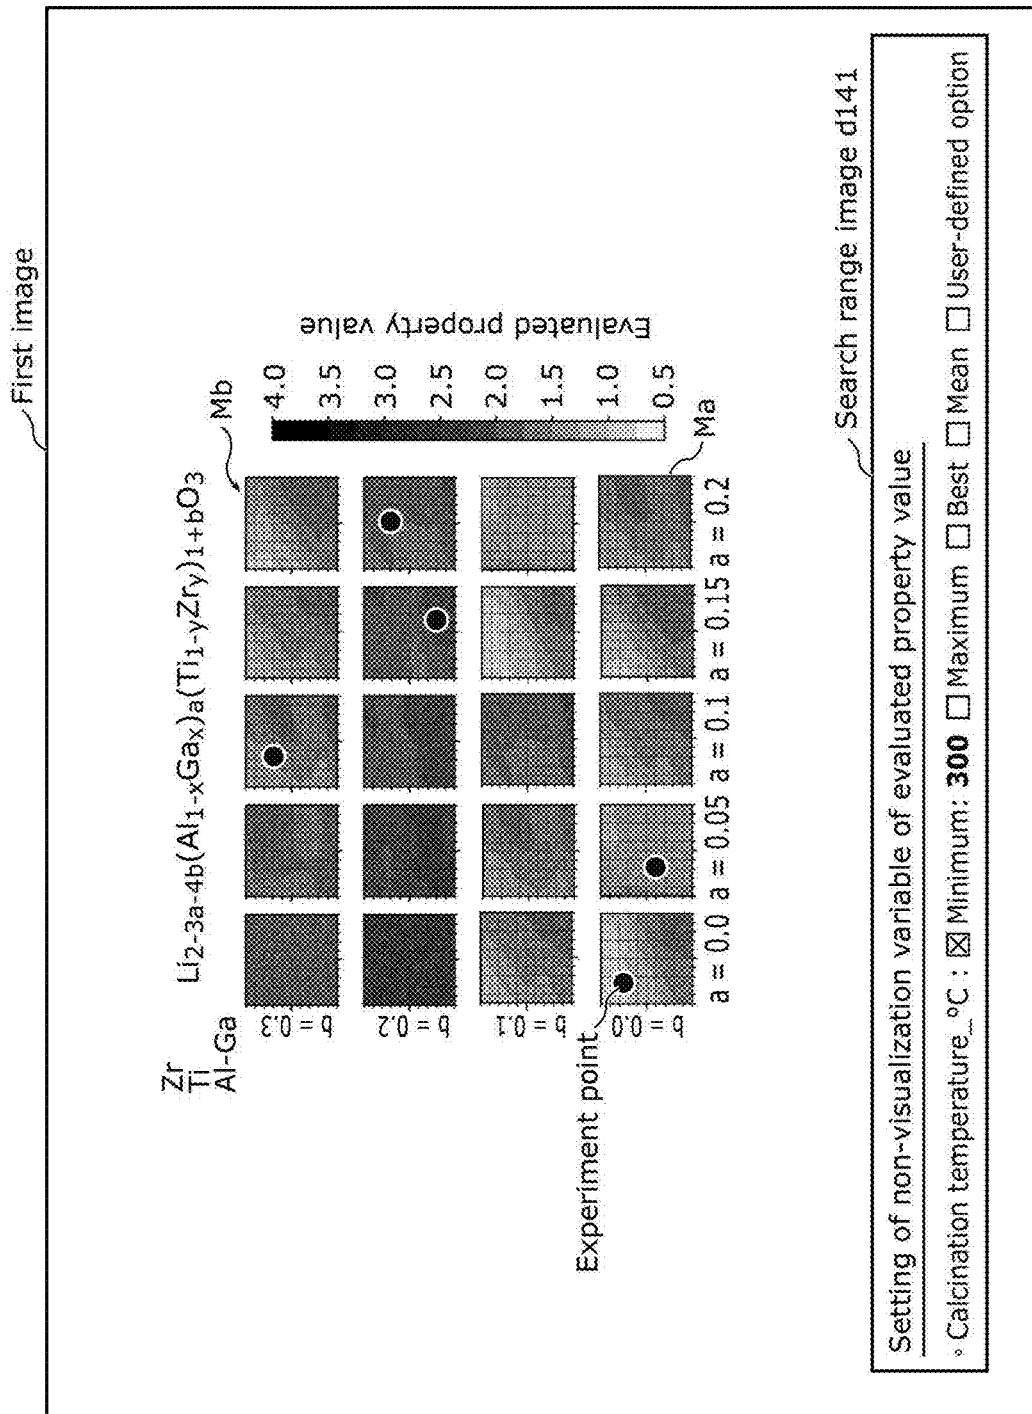 First image
Li2-3a-4b(Al1-xGax)a(Ti1-yZry)1+bO3
Mb
Zr
Ti
Al-Ga
b = 0.3
b = 0.2
b = 0.1
b = 0.0
a = 0.0 a = 0.05 a = 0.1 a = 0.15 a = 0.2
Ma
Experiment point
4.0
3.5
3.0
2.5
2.0
1.5
1.0
0.5
Evaluated property value
Search range image d141
Setting of non-visualization variable of evaluated property value
◦ Calcination temperature_°C : ☒ Minimum: 300 ☐ Maximum ☐ Best ☐ Mean ☐ User-defined option